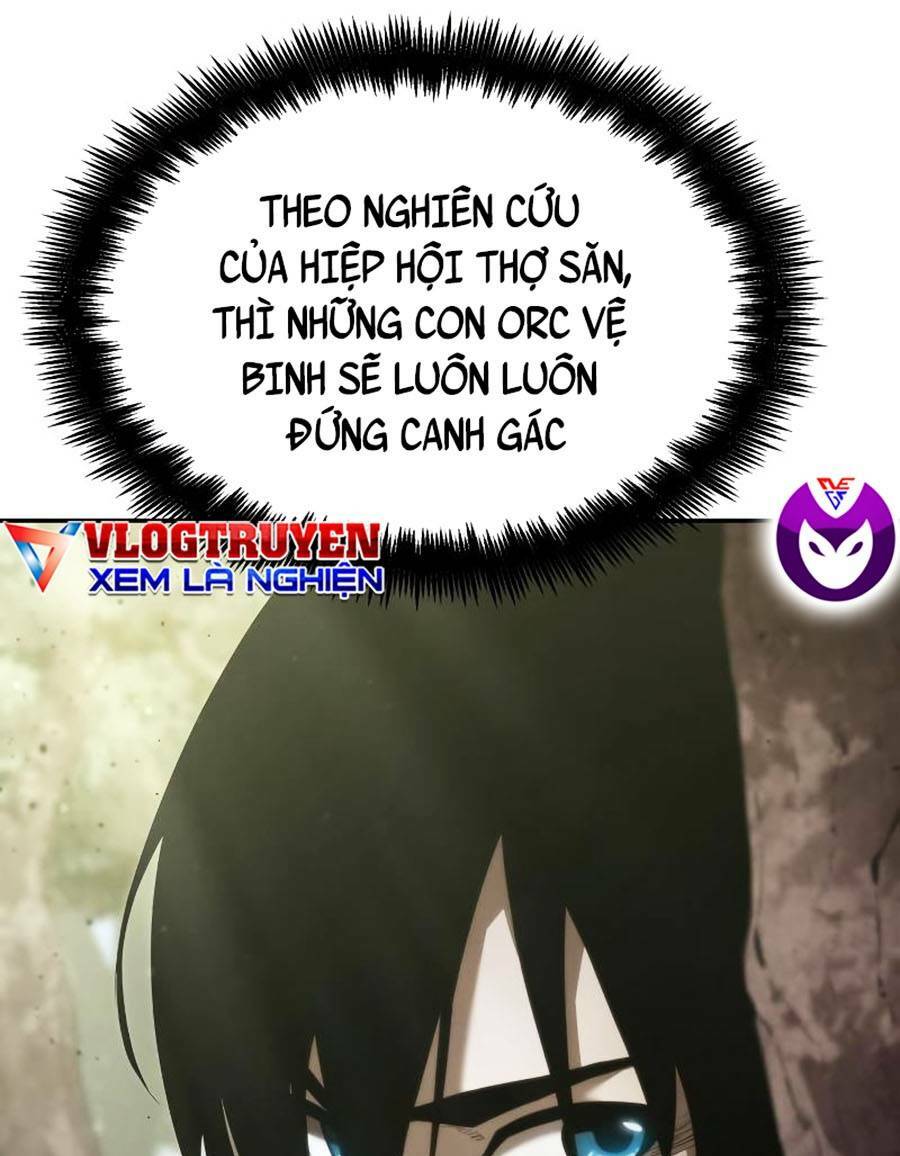 THEO NGHIÊN CỨU
CỦA HIỆP HỘI THỢ SĂN,
THÌ NHỮNG CON ORC VỆ
BINH SẼ LUÔN LUÔN
ĐỨNG CANH GÁC
VLOGTRUYEN
XEM LÀ NGHIỆN